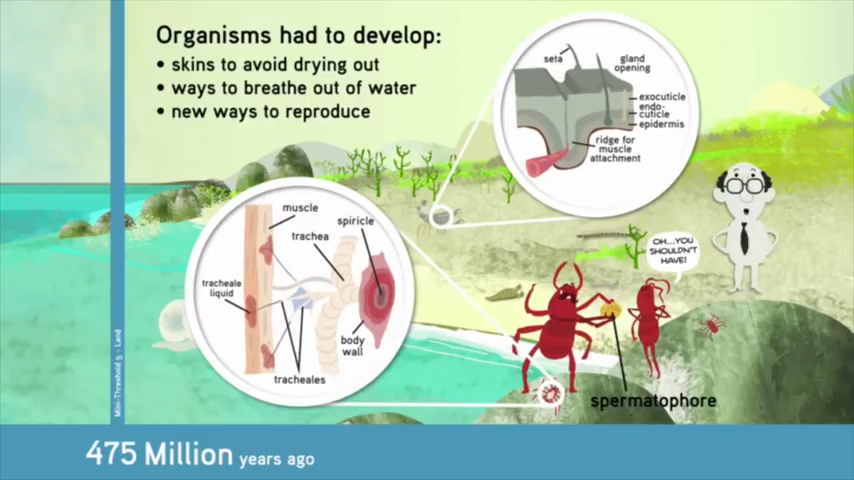 Organisms had to develop:
• skins to avoid drying out
• ways to breathe out of water
• new ways to reproduce
seta
gland
opening
exocuticle
endo-
cuticle
epidermis
ridge for
muscle
attachment
muscle
spiricle
trachea
tracheale
liquid
body
wall
tracheales
OH...YOU
SHOULDN'T
HAVE!
spermatophore
Mini-Threshold 5 - Land
475 Million years ago